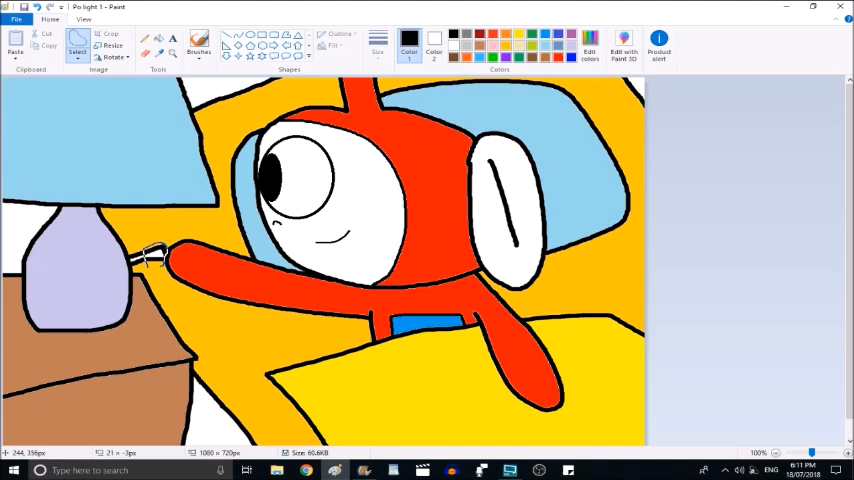 Po light 1 - Paint
File Home View
Paste Cut Copy
Select Crop Resize Rotate
Brushes
Outline Fill
Size
Color 1 Color 2
Edit colors
Edit with Paint 3D
Product alert
Clipboard Image Tools Shapes Colors
244, 356px 21 × -3px 1080 × 720px Size: 60.6KB 100%
Type here to search
ENG 6:11 PM 18/07/2018